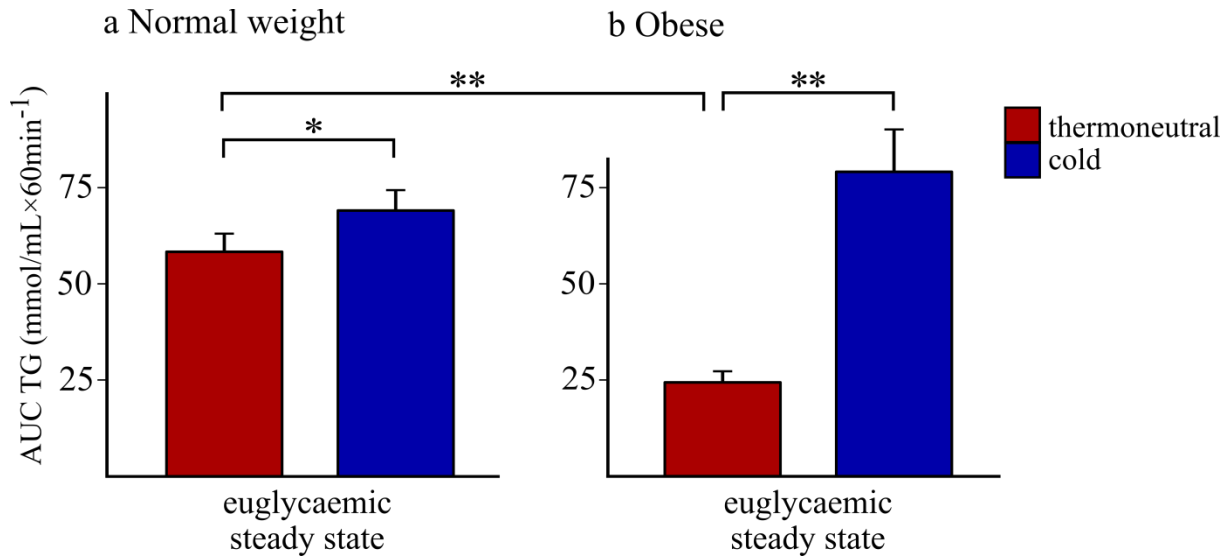 a Normal weight
b Obese
**
**
*
thermoneutral
cold
AUC TG (mmol/mL×60min⁻¹)
75
50
25
75
50
25
euglycaemic
steady state
euglycaemic
steady state